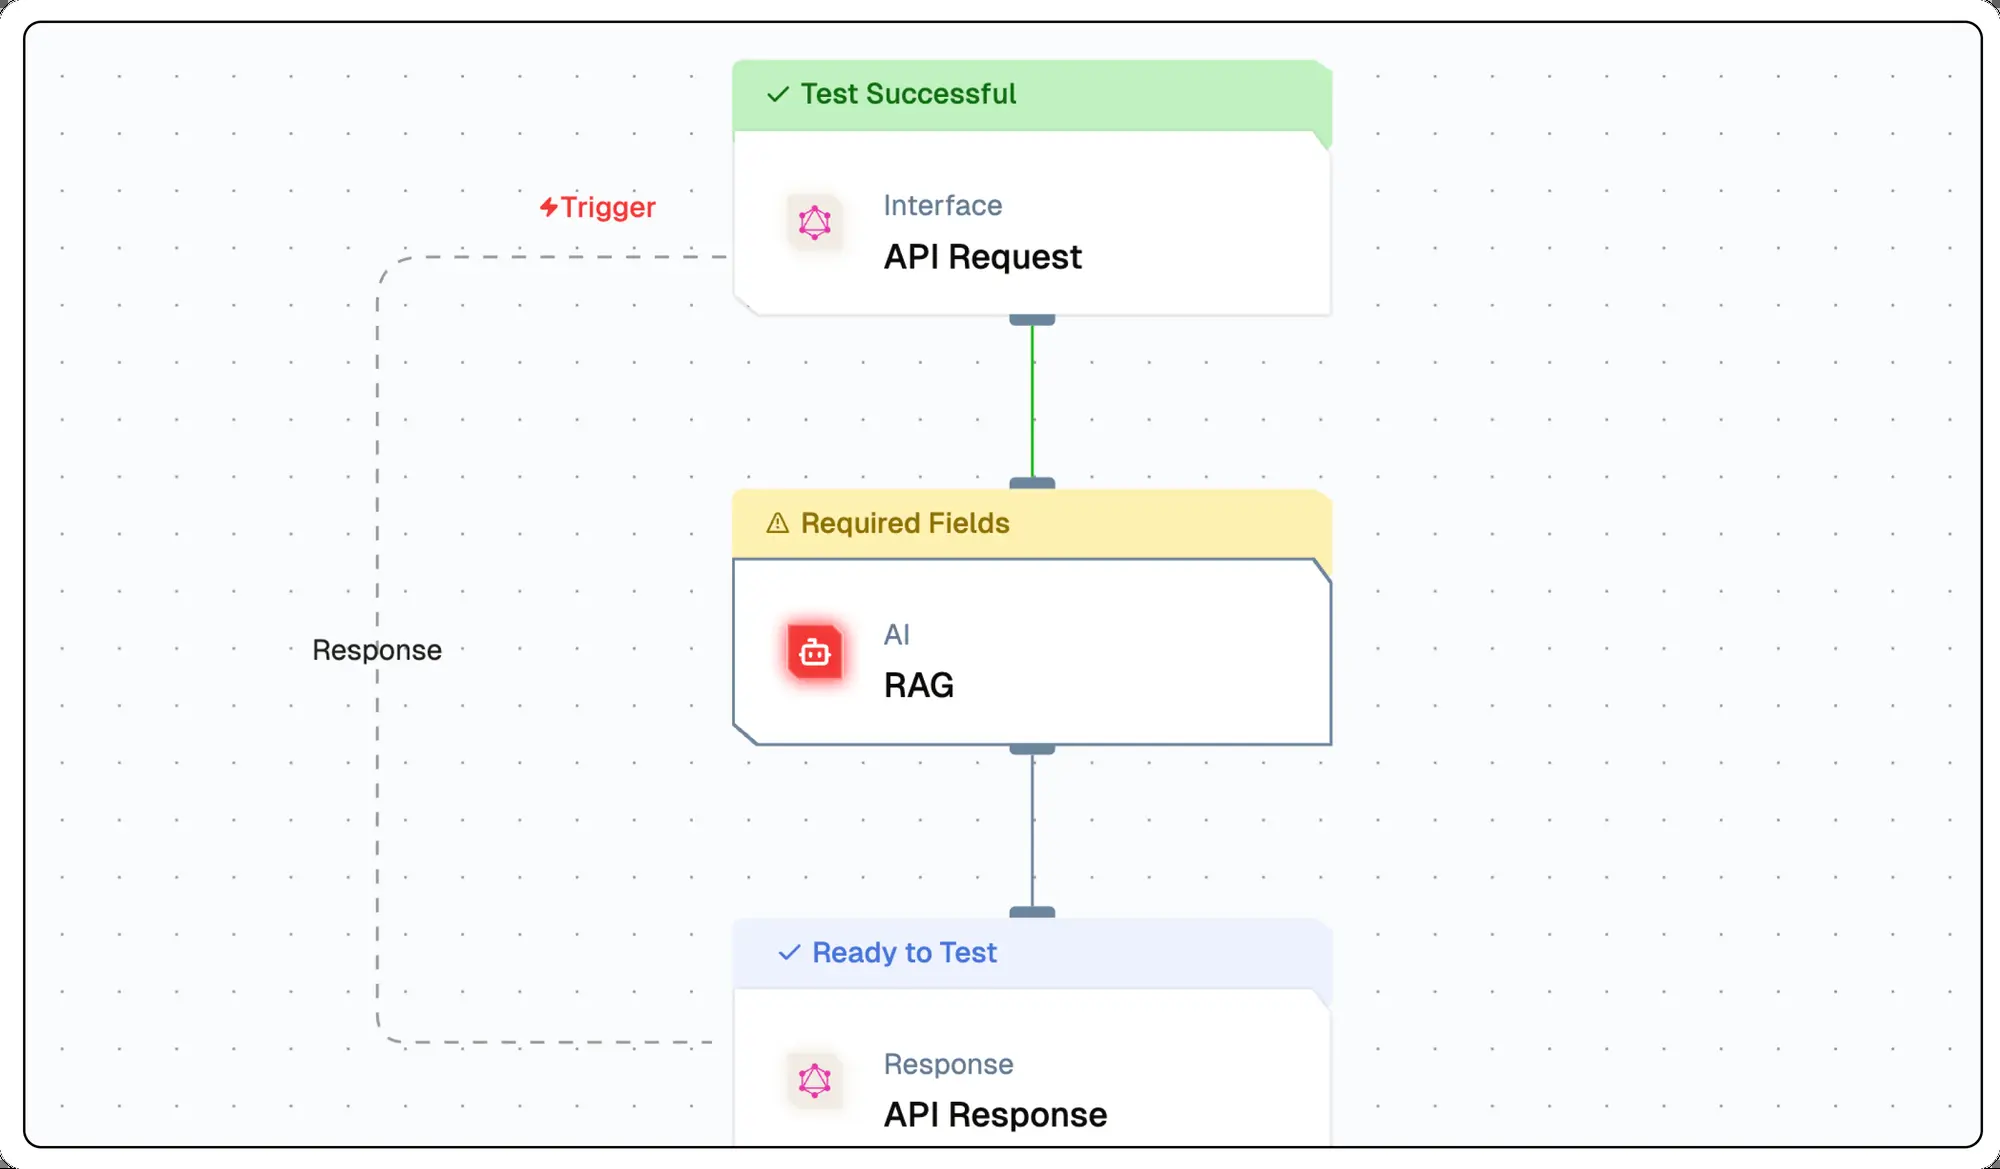 Test Successful
Trigger
Interface
API Request
Required Fields
AI
RAG
Response
Ready to Test
Response
API Response